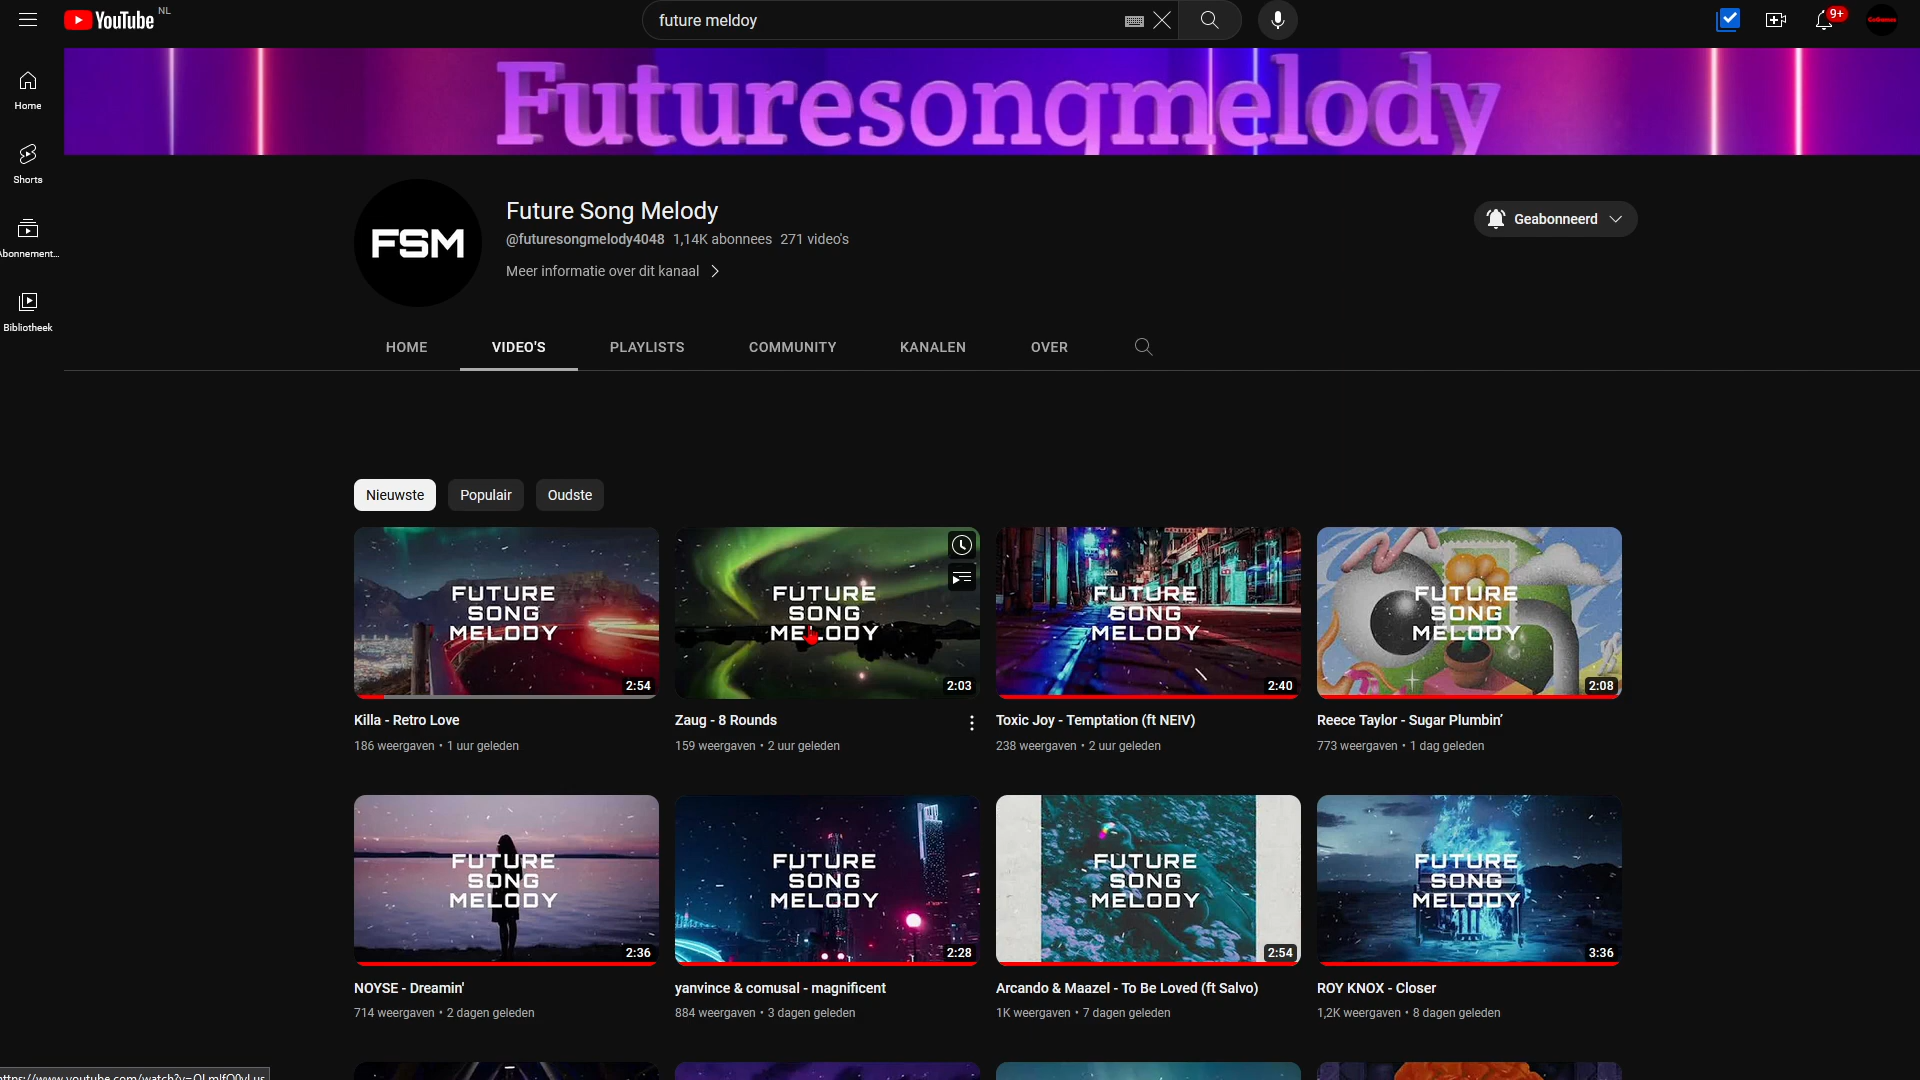 YouTube NL
future meldoy
9+
Home
Shorts
Abonnement...
Bibliotheek
Futuresongmelody
FSM
Future Song Melody
@futuresongmelody4048 1,14K abonnees 271 video's
Meer informatie over dit kanaal
Geabonneerd
HOME VIDEO'S PLAYLISTS COMMUNITY KANALEN OVER
Nieuwste Populair Oudste
FUTURE
SONG
MELODY
2:54
Killa - Retro Love
186 weergaven • 1 uur geleden
FUTURE
SONG
MELODY
2:03
Zaug - 8 Rounds
159 weergaven • 2 uur geleden
FUTURE
SONG
MELODY
2:40
Toxic Joy - Temptation (ft NEIV)
238 weergaven • 2 uur geleden
FUTURE
SONG
MELODY
2:08
Reece Taylor - Sugar Plumbin’
773 weergaven • 1 dag geleden
FUTURE
SONG
MELODY
2:36
NOYSE - Dreamin'
714 weergaven • 2 dagen geleden
FUTURE
SONG
MELODY
2:28
yanvince & comusal - magnificent
884 weergaven • 3 dagen geleden
FUTURE
SONG
MELODY
2:54
Arcando & Maazel - To Be Loved (ft Salvo)
1K weergaven • 7 dagen geleden
FUTURE
SONG
MELODY
3:36
ROY KNOX - Closer
1,2K weergaven • 8 dagen geleden